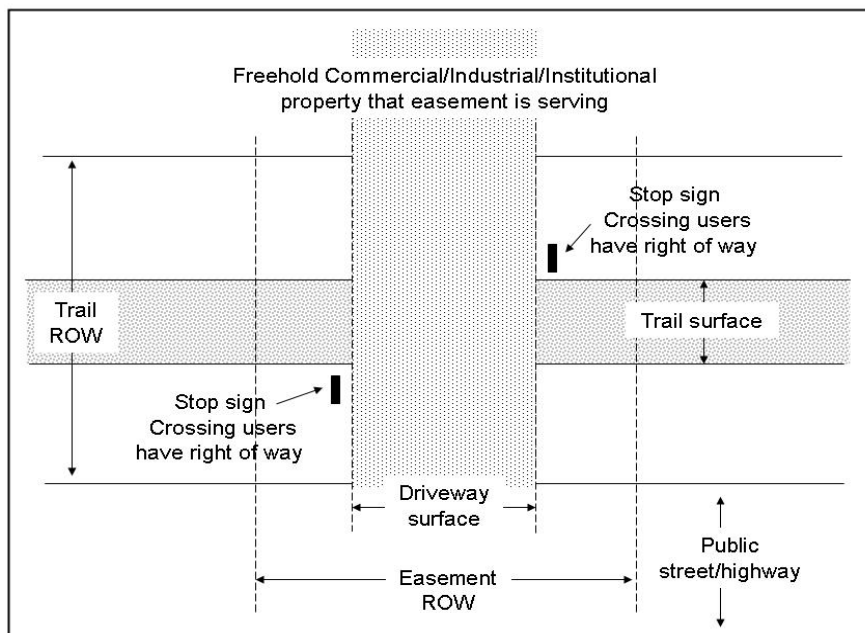 Freehold Commercial/Industrial/Institutional
property that easement is serving
Stop sign
Crossing users
have right of way
Trail
ROW
Trail surface
Stop sign
Crossing users
have right of way
Driveway
surface
Public
street/highway
Easement
ROW